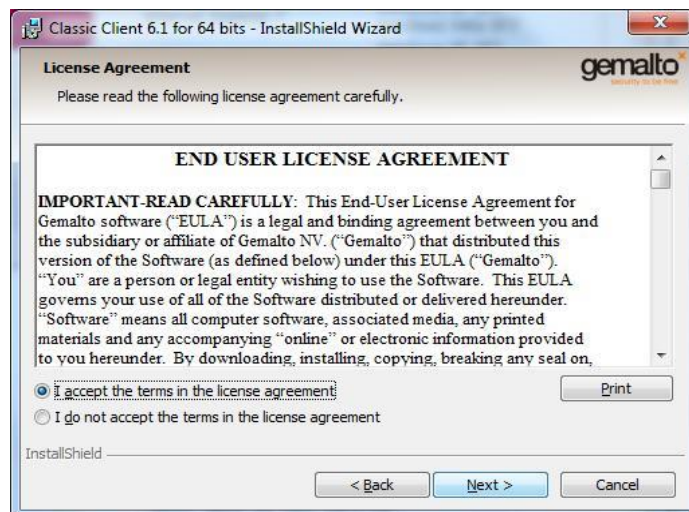 Classic Client 6.1 for 64 bits - InstallShield Wizard
License Agreement
Please read the following license agreement carefully.
gemalto
security to be free
END USER LICENSE AGREEMENT
IMPORTANT-READ CAREFULLY: This End-User License Agreement for
Gemalto software (“EULA”) is a legal and binding agreement between you and
the subsidiary or affiliate of Gemalto NV. (“Gemalto”) that distributed this
version of the Software (as defined below) under this EULA (“Gemalto”).
“You” are a person or legal entity wishing to use the Software. This EULA
governs your use of all of the Software distributed or delivered hereunder.
“Software” means all computer software, associated media, any printed
materials and any accompanying “online” or electronic information provided
to you hereunder. By downloading, installing, copying, breaking any seal on,
I accept the terms in the license agreement
Print
I do not accept the terms in the license agreement
InstallShield
< Back
Next >
Cancel